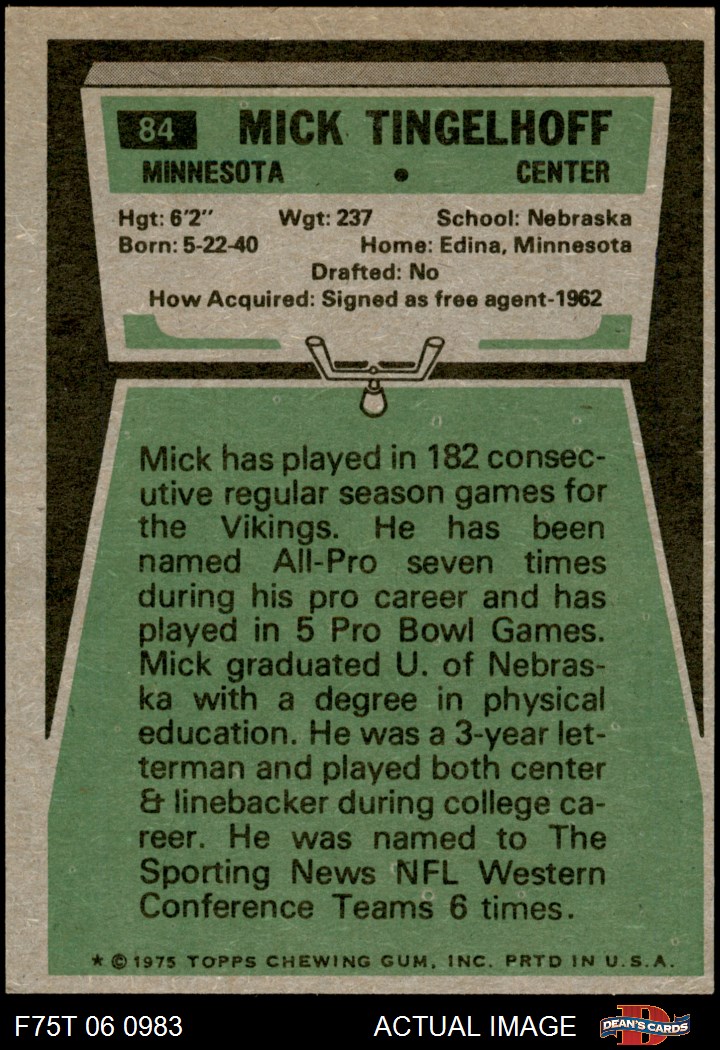 84 MICK TINGELHOFF
MINNESOTA • CENTER
Hgt: 6'2" Wgt: 237 School: Nebraska
Born: 5-22-40 Home: Edina, Minnesota
Drafted: No
How Acquired: Signed as free agent-1962
Mick has played in 182 consec-
utive regular season games for
the Vikings. He has been
named All-Pro seven times
during his pro career and has
played in 5 Pro Bowl Games.
Mick graduated U. of Nebras-
ka with a degree in physical
education. He was a 3-year let-
terman and played both center
& linebacker during college ca-
reer. He was named to The
Sporting News NFL Western
Conference Teams 6 times.
* © 1975 TOPPS CHEWING GUM, INC. PRTD IN U.S.A.
F75T 06 0983 ACTUAL IMAGE D DEAN'S CARDS